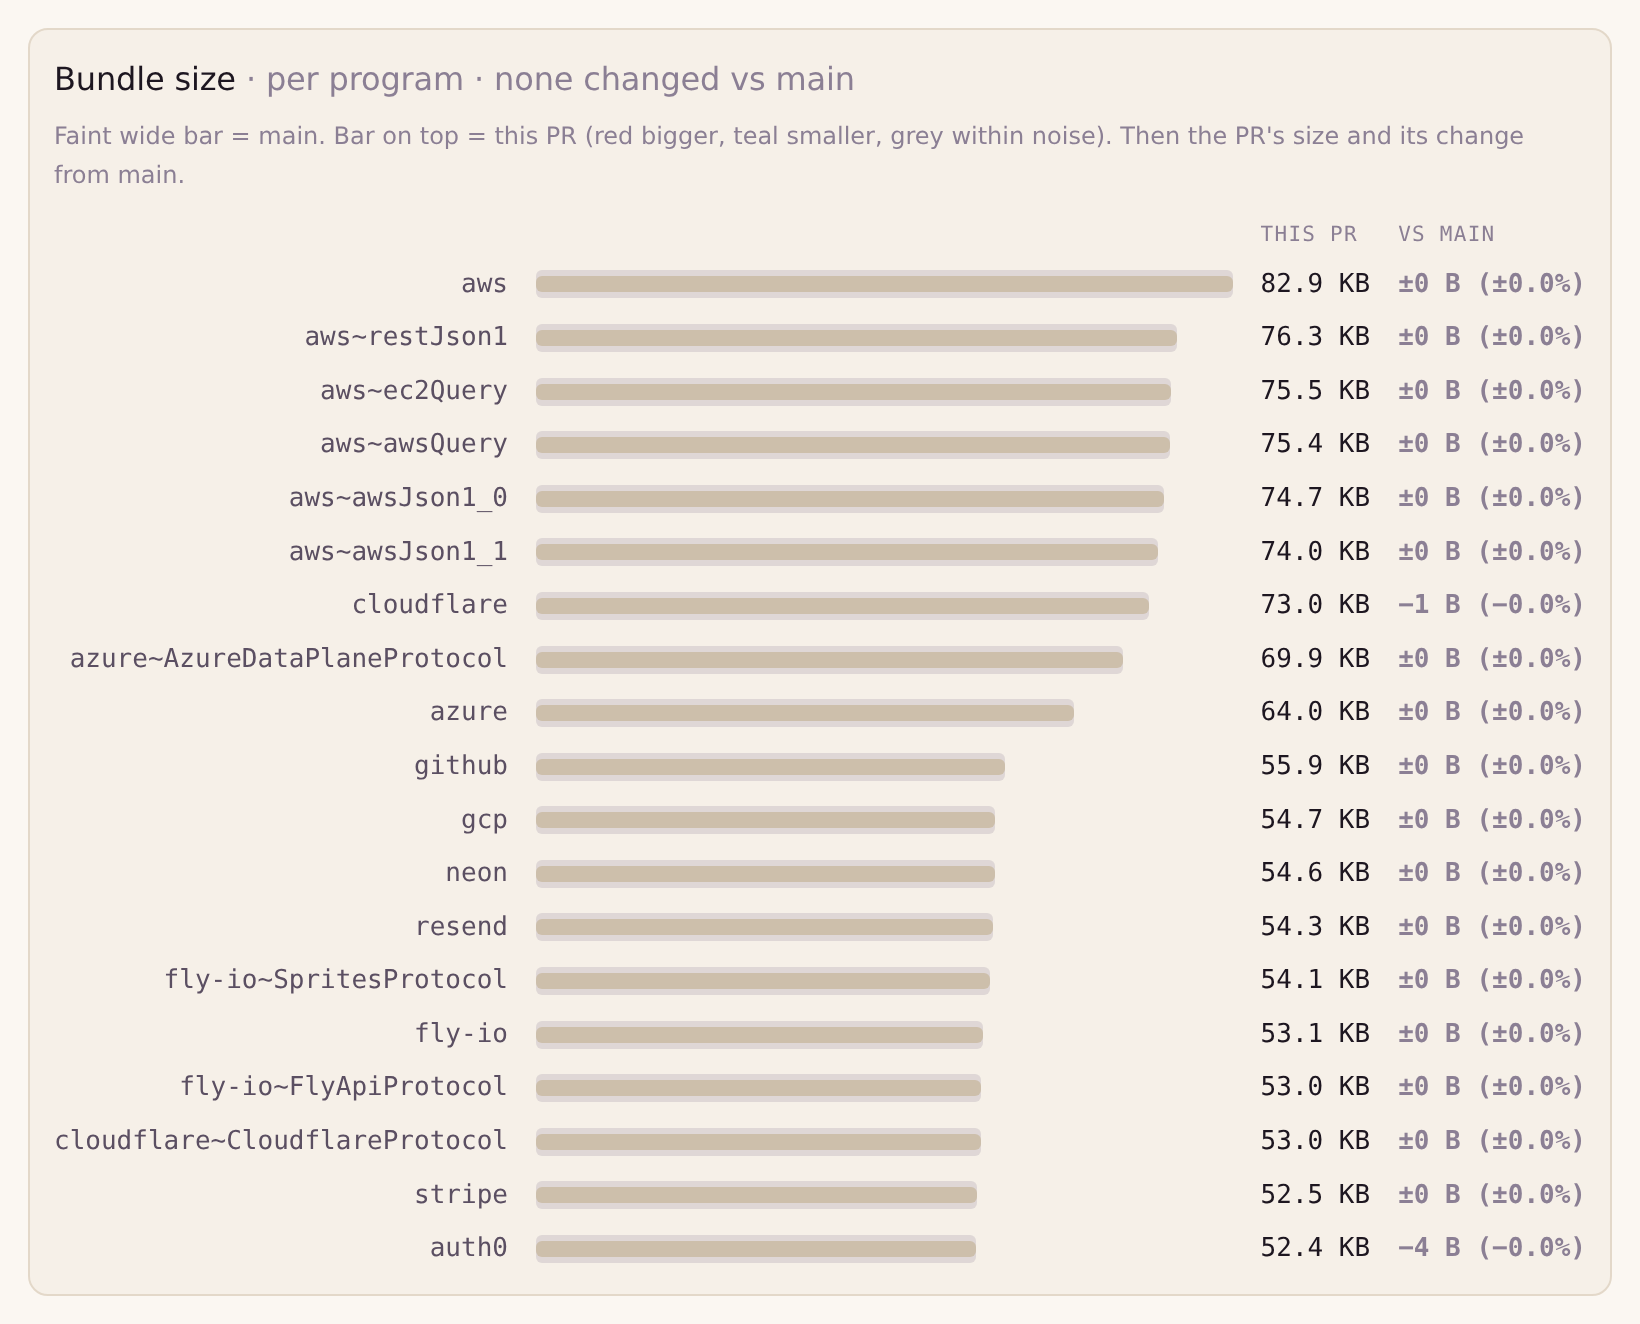 Bundle size · per program · none changed vs main
Faint wide bar = main. Bar on top = this PR (red bigger, teal smaller, grey within noise). Then the PR's size and its change
from main.
THIS PR VS MAIN
aws 82.9 KB ±0 B (±0.0%)
aws~restJson1 76.3 KB ±0 B (±0.0%)
aws~ec2Query 75.5 KB ±0 B (±0.0%)
aws~awsQuery 75.4 KB ±0 B (±0.0%)
aws~awsJson1_0 74.7 KB ±0 B (±0.0%)
aws~awsJson1_1 74.0 KB ±0 B (±0.0%)
cloudflare 73.0 KB −1 B (−0.0%)
azure~AzureDataPlaneProtocol 69.9 KB ±0 B (±0.0%)
azure 64.0 KB ±0 B (±0.0%)
github 55.9 KB ±0 B (±0.0%)
gcp 54.7 KB ±0 B (±0.0%)
neon 54.6 KB ±0 B (±0.0%)
resend 54.3 KB ±0 B (±0.0%)
fly-io~SpritesProtocol 54.1 KB ±0 B (±0.0%)
fly-io 53.1 KB ±0 B (±0.0%)
fly-io~FlyApiProtocol 53.0 KB ±0 B (±0.0%)
cloudflare~CloudflareProtocol 53.0 KB ±0 B (±0.0%)
stripe 52.5 KB ±0 B (±0.0%)
auth0 52.4 KB −4 B (−0.0%)